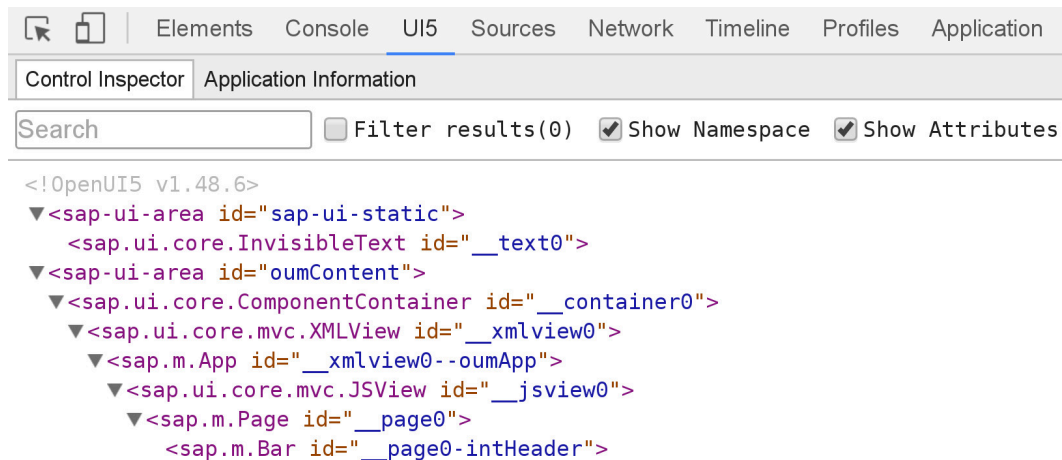 Elements Console UI5 Sources Network Timeline Profiles Application
Control Inspector Application Information
Search Filter results(0) Show Namespace Show Attributes
<!OpenUI5 v1.48.6>
<sap-ui-area id="sap-ui-static">
<sap.ui.core.InvisibleText id="__text0">
<sap-ui-area id="oumContent">
<sap.ui.core.ComponentContainer id="__container0">
<sap.ui.core.mvc.XMLView id="__xmlview0">
<sap.m.App id="__xmlview0--oumApp">
<sap.ui.core.mvc.JSView id="__jsview0">
<sap.m.Page id="__page0">
<sap.m.Bar id="__page0-intHeader">